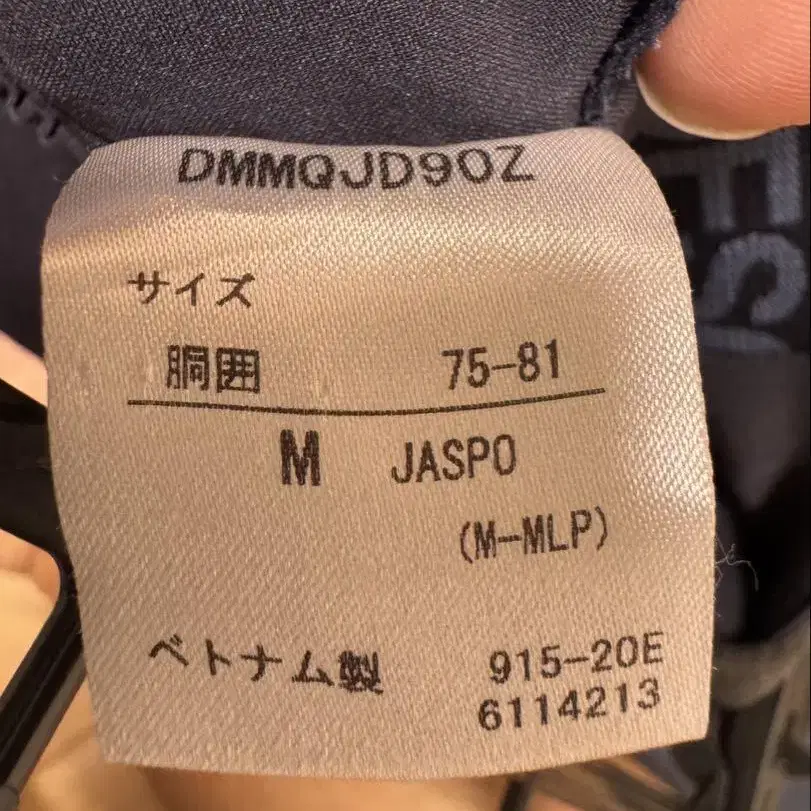 DMMQJD90Z
サイズ
胴囲 75-81
M JASPO
(M-MLP)
ベトナム製 915-20E
6114213